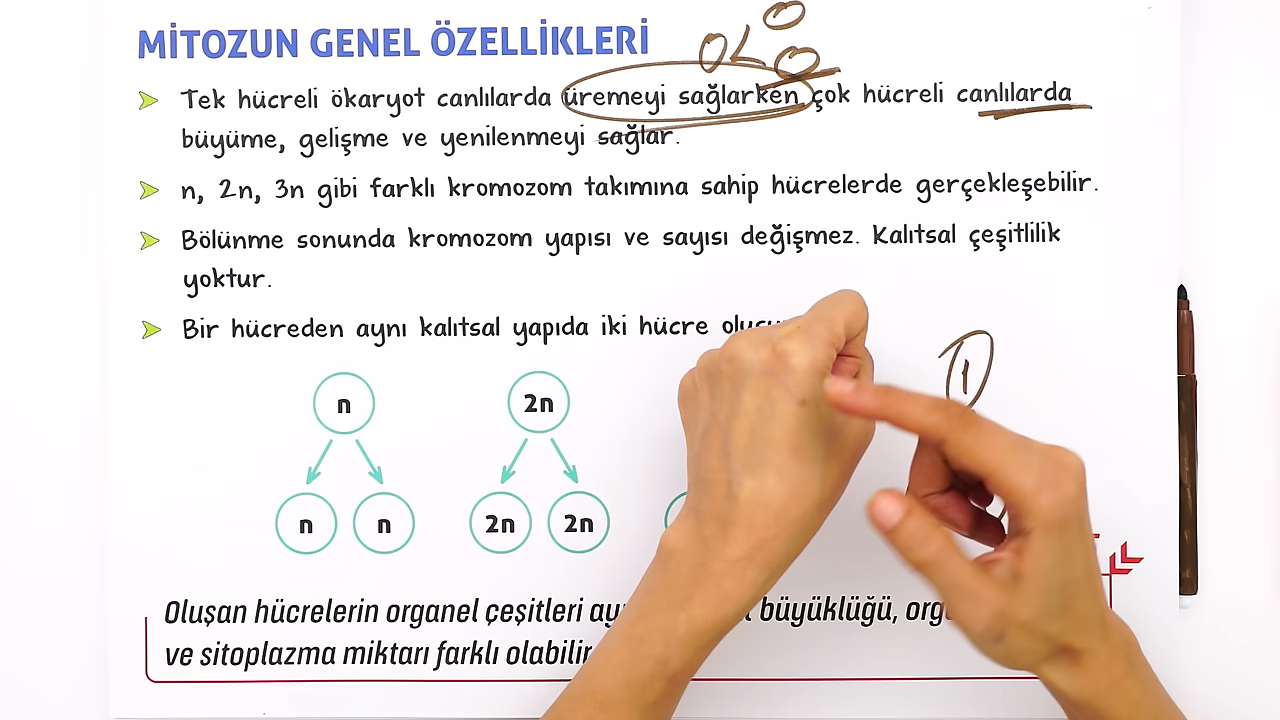 MİTOZUN GENEL ÖZELLİKLERİ
Tek hücreli ökaryot canlılarda üremeyi sağlarken çok hücreli canlılarda
büyüme, gelişme ve yenilenmeyi sağlar.
n, 2n, 3n gibi farklı kromozom takımına sahip hücrelerde gerçekleşebilir.
Bölünme sonunda kromozom yapısı ve sayısı değişmez. Kalıtsal çeşitlilik
yoktur.
Bir hücreden aynı kalıtsal yapıda iki hücre
n 2n
n n 2n 2n
Oluşan hücrelerin organel çeşitleri büyüklüğü,
ve sitoplazma miktarı farklı olabilir